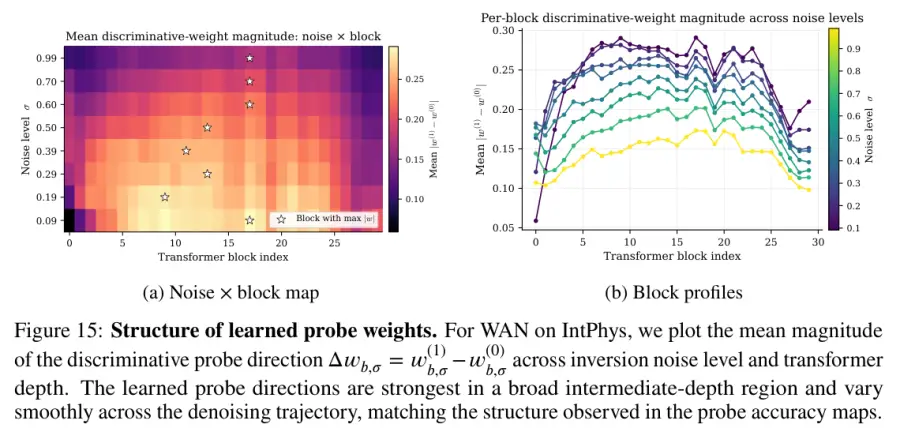 Mean discriminative-weight magnitude: noise × block
Noise level σ
0.99
0.70
0.60
0.50
0.39
0.29
0.19
0.09
Block with max |w|
0 5 10 15 20 25
Transformer block index
0.25
0.20
0.15
0.10
Mean |w⁽¹⁾ − w⁽⁰⁾|
(a) Noise × block map
Per-block discriminative-weight magnitude across noise levels
Mean |w⁽¹⁾ − w⁽⁰⁾|
0.30
0.25
0.20
0.15
0.10
0.05
0 5 10 15 20 25 30
Transformer block index
0.9
0.8
0.7
0.6
0.5
0.4
0.3
0.2
0.1
Noise level σ
(b) Block profiles
Figure 15: Structure of learned probe weights. For WAN on IntPhys, we plot the mean magnitude
of the discriminative probe direction Δw_{b,σ} = w_{b,σ}^{(1)} − w_{b,σ}^{(0)} across inversion noise level and transformer
depth. The learned probe directions are strongest in a broad intermediate-depth region and vary
smoothly across the denoising trajectory, matching the structure observed in the probe accuracy maps.